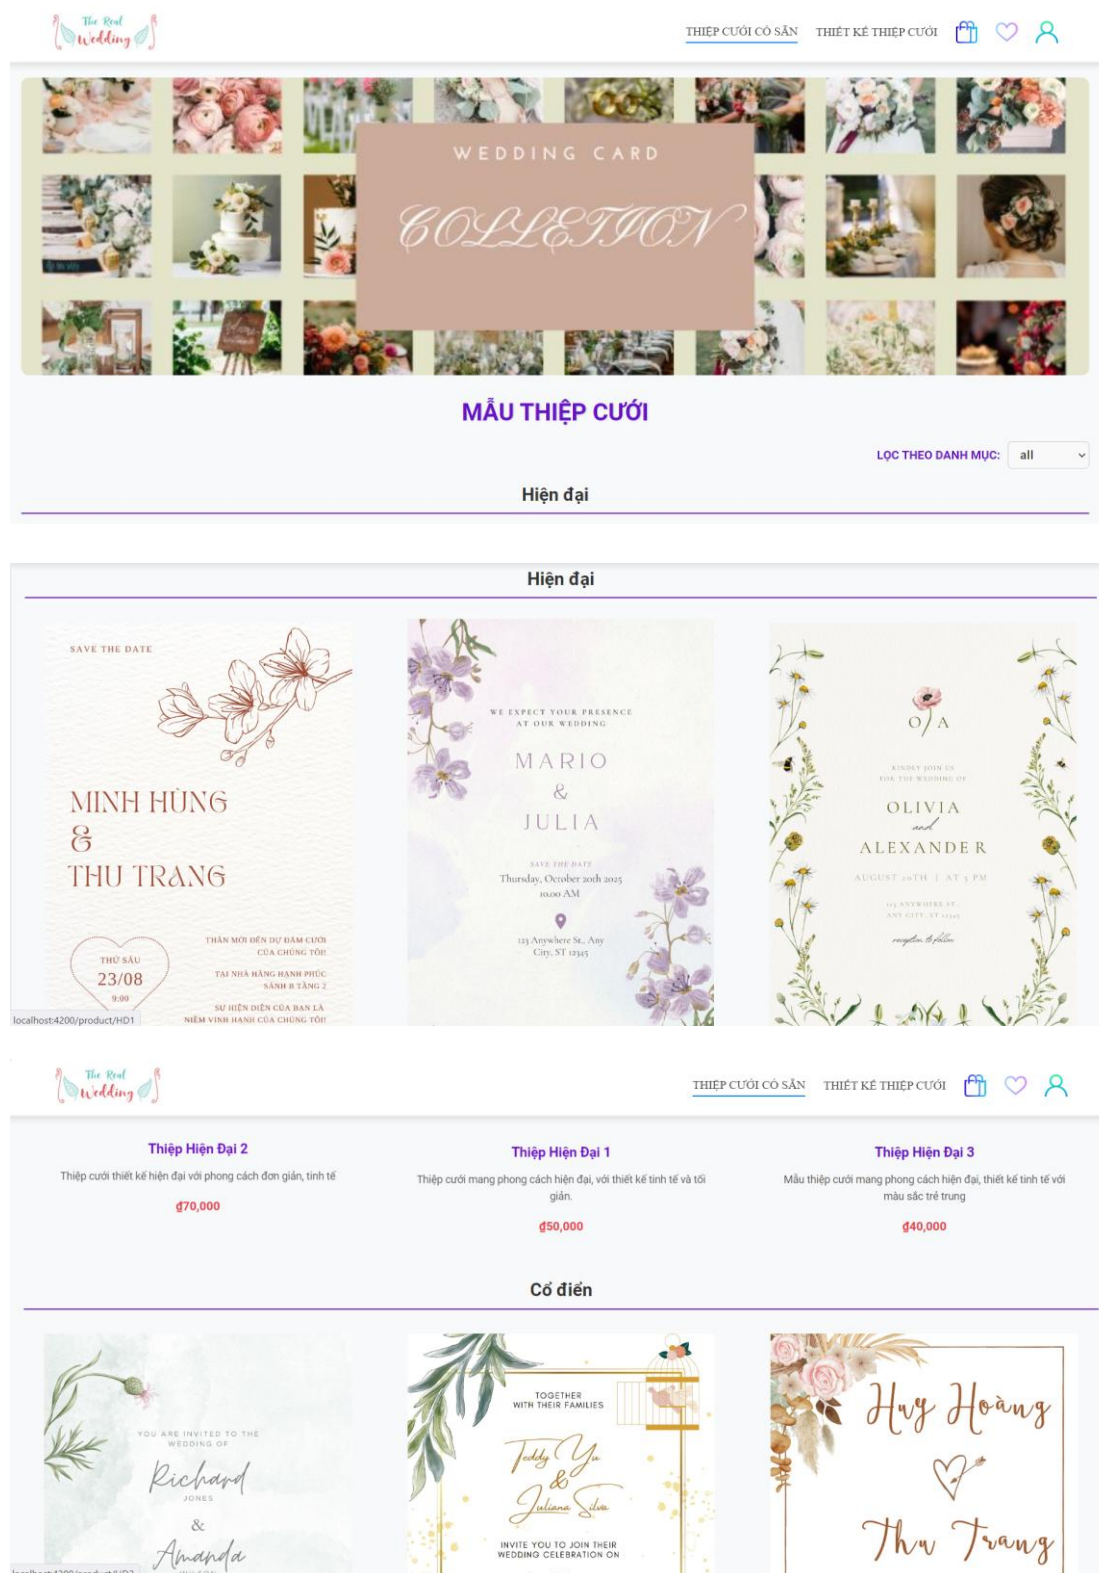 The Real
Wedding
THIỆP CƯỚI CÓ SẴN
THIẾT KẾ THIỆP CƯỚI
WEDDING CARD
COLLETION
MẪU THIỆP CƯỚI
LỌC THEO DANH MỤC:
all
Hiện đại
Hiện đại
SAVE THE DATE
MINH HÙNG
&
THU TRANG
THỨ SÁU
23/08
9:00
THÂN MỜI ĐẾN DỰ ĐÁM CƯỚI
CỦA CHÚNG TÔI!
TẠI NHÀ HÀNG HẠNH PHÚC
SẢNH B TẦNG 2
SỰ HIỆN DIỆN CỦA BẠN LÀ
NIỀM VINH HẠNH CỦA CHÚNG TÔI!
localhost:4200/product/HD1
WE EXPECT YOUR PRESENCE
AT OUR WEDDING
MARIO
&
JULIA
SAVE THE DATE
Thursday, October 20th 2025
10.00 AM
123 Anywhere St., Any
City, ST 12345
O A
KINDLY JOIN US
FOR THE WEDDING OF
OLIVIA
and
ALEXANDER
AUGUST 20TH | AT 5 PM
123 ANYWHERE ST.,
ANY CITY, ST 12345
reception to follow
The Real
Wedding
THIỆP CƯỚI CÓ SẴN
THIẾT KẾ THIỆP CƯỚI
Thiệp Hiện Đại 2
Thiệp cưới thiết kế hiện đại với phong cách đơn giản, tinh tế
₫70,000
Thiệp Hiện Đại 1
Thiệp cưới mang phong cách hiện đại, với thiết kế tinh tế và tối
giản.
₫50,000
Thiệp Hiện Đại 3
Mẫu thiệp cưới mang phong cách hiện đại, thiết kế tinh tế với
màu sắc trẻ trung
₫40,000
Cổ điển
YOU ARE INVITED TO THE
WEDDING OF
Richard
JONES
&
Amanda
TOGETHER
WITH THEIR FAMILIES
Teddy Yu
&
Juliana Silva
INVITE YOU TO JOIN THEIR
WEDDING CELEBRATION ON
Huy Hoàng
Thu Trang